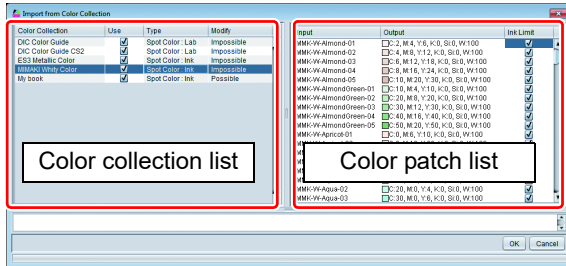 Import from Color Collection
Color Collection Use Type Modify
DIC Color Guide Spot Color : Lab Impossible
DIC Color Guide CS2 Spot Color : Lab Impossible
ES3 Metallic Color Spot Color : Ink Impossible
MIMAKI Whity Color Spot Color : Ink Impossible
My book Spot Color : Ink Possible
Color collection list
Input Output Ink Limit
MMK-W-Almond-01 C:2, M:4, Y:6, K:0, Si:0, W:100
MMK-W-Almond-02 C:4, M:8, Y:12, K:0, Si:0, W:100
MMK-W-Almond-03 C:6, M:12, Y:18, K:0, Si:0, W:100
MMK-W-Almond-04 C:8, M:16, Y:24, K:0, Si:0, W:100
MMK-W-Almond-05 C:10, M:20, Y:30, K:0, Si:0, W:100
MMK-W-AlmondGreen-01 C:10, M:4, Y:10, K:0, Si:0, W:100
MMK-W-AlmondGreen-02 C:20, M:8, Y:20, K:0, Si:0, W:100
MMK-W-AlmondGreen-03 C:30, M:12, Y:30, K:0, Si:0, W:100
MMK-W-AlmondGreen-04 C:40, M:16, Y:40, K:0, Si:0, W:100
MMK-W-AlmondGreen-05 C:50, M:20, Y:50, K:0, Si:0, W:100
MMK-W-Apricot-01 C:0, M:6, Y:10, K:0, Si:0, W:100
Color patch list
MMK-W-Aqua-02 C:20, M:0, Y:4, K:0, Si:0, W:100
MMK-W-Aqua-03 C:30, M:0, Y:6, K:0, Si:0, W:100
OK Cancel